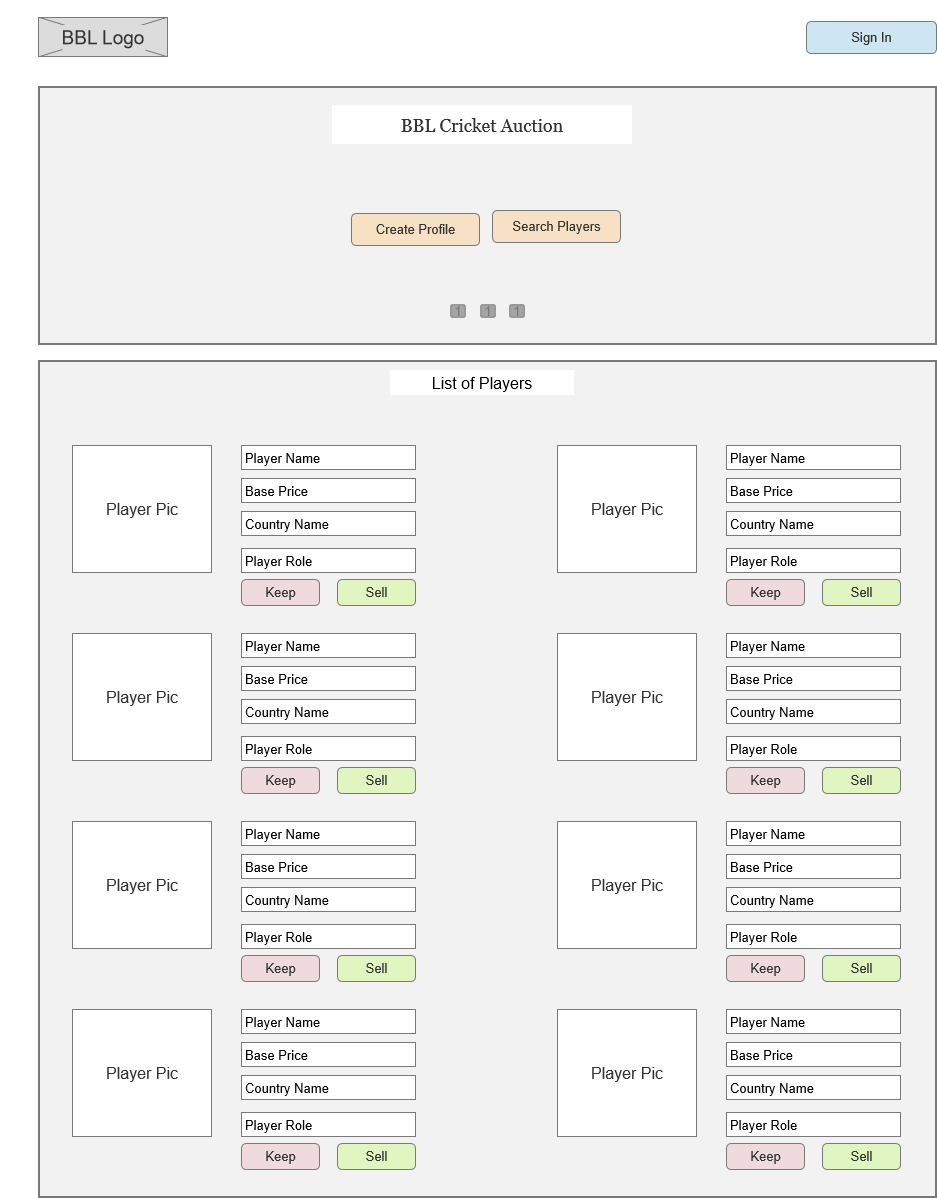 BBL Logo
Sign In
BBL Cricket Auction
Create Profile
Search Players
1 1 1
List of Players
Player Pic
Player Name
Base Price
Country Name
Player Role
Keep Sell
Player Pic
Player Name
Base Price
Country Name
Player Role
Keep Sell
Player Pic
Player Name
Base Price
Country Name
Player Role
Keep Sell
Player Pic
Player Name
Base Price
Country Name
Player Role
Keep Sell
Player Pic
Player Name
Base Price
Country Name
Player Role
Keep Sell
Player Pic
Player Name
Base Price
Country Name
Player Role
Keep Sell
Player Pic
Player Name
Base Price
Country Name
Player Role
Keep Sell
Player Pic
Player Name
Base Price
Country Name
Player Role
Keep Sell